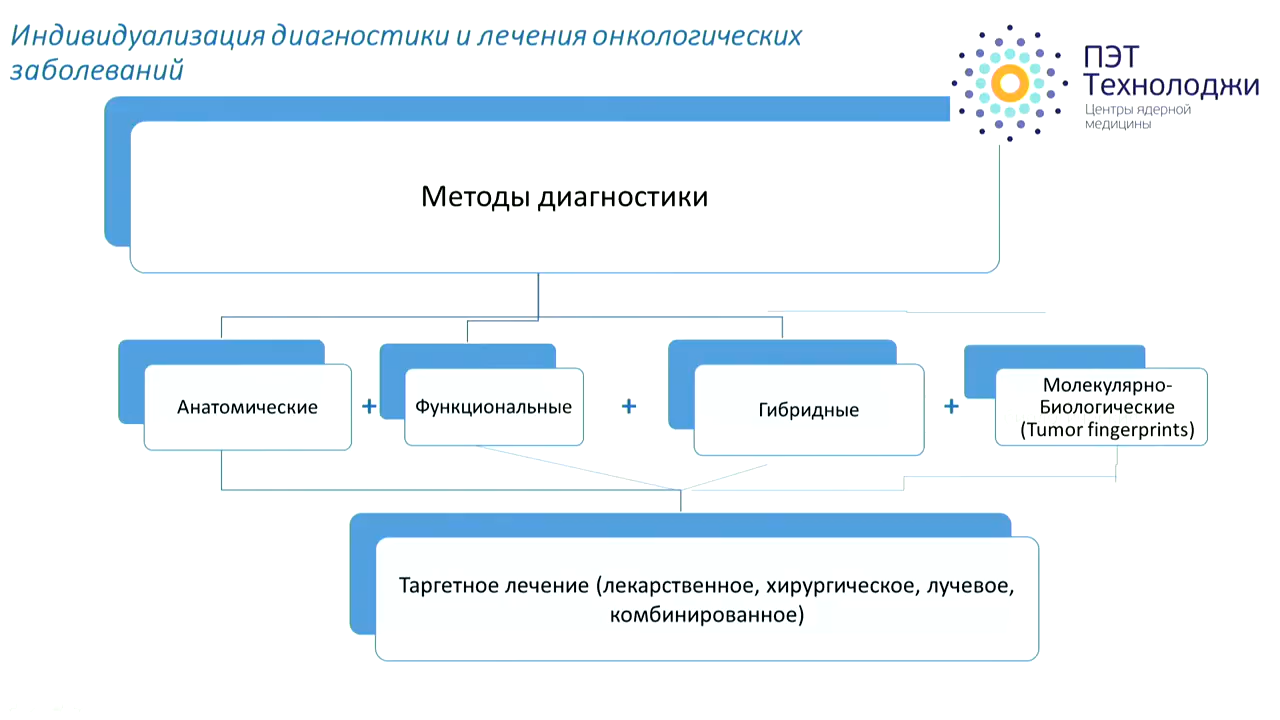 Индивидуализация диагностики и лечения онкологических
заболеваний
ПЭТ
Технолоджи
Центры ядерной
медицины
Методы диагностики
Анатомические
+
Функциональные
+
Гибридные
+
Молекулярно-
Биологические
(Tumor fingerprints)
Таргетное лечение (лекарственное, хирургическое, лучевое,
комбинированное)